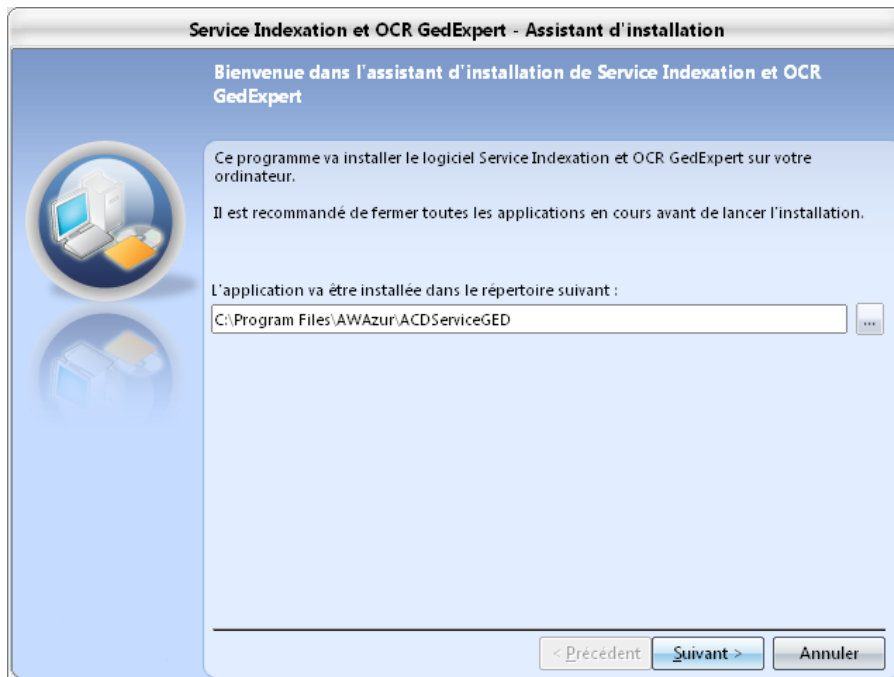 Service Indexation et OCR GedExpert - Assistant d'installation
Bienvenue dans l'assistant d'installation de Service Indexation et OCR
GedExpert
Ce programme va installer le logiciel Service Indexation et OCR GedExpert sur votre
ordinateur.
Il est recommandé de fermer toutes les applications en cours avant de lancer l'installation.
L'application va être installée dans le répertoire suivant :
C:\Program Files\AWAzur\ACDServiceGED
...
< Précédent
Suivant >
Annuler